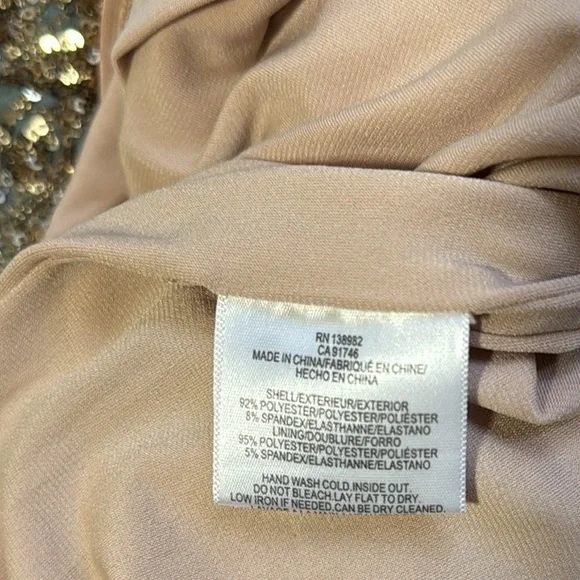 RN 138982
CA 91746
MADE IN CHINA/FABRIQUÉ EN CHINE/
HECHO EN CHINA
SHELL/EXTERIEUR/EXTERIOR
92% POLYESTER/POLYESTER/POLIÉSTER
8% SPANDEX/ELASTHANNE/ELASTANO
LINING/DOUBLURE/FORRO
95% POLYESTER/POLYESTER/POLIÉSTER
5% SPANDEX/ELASTHANNE/ELASTANO
HAND WASH COLD.INSIDE OUT.
DO NOT BLEACH.LAY FLAT TO DRY.
LOW IRON IF NEEDED.CAN BE DRY CLEANED.